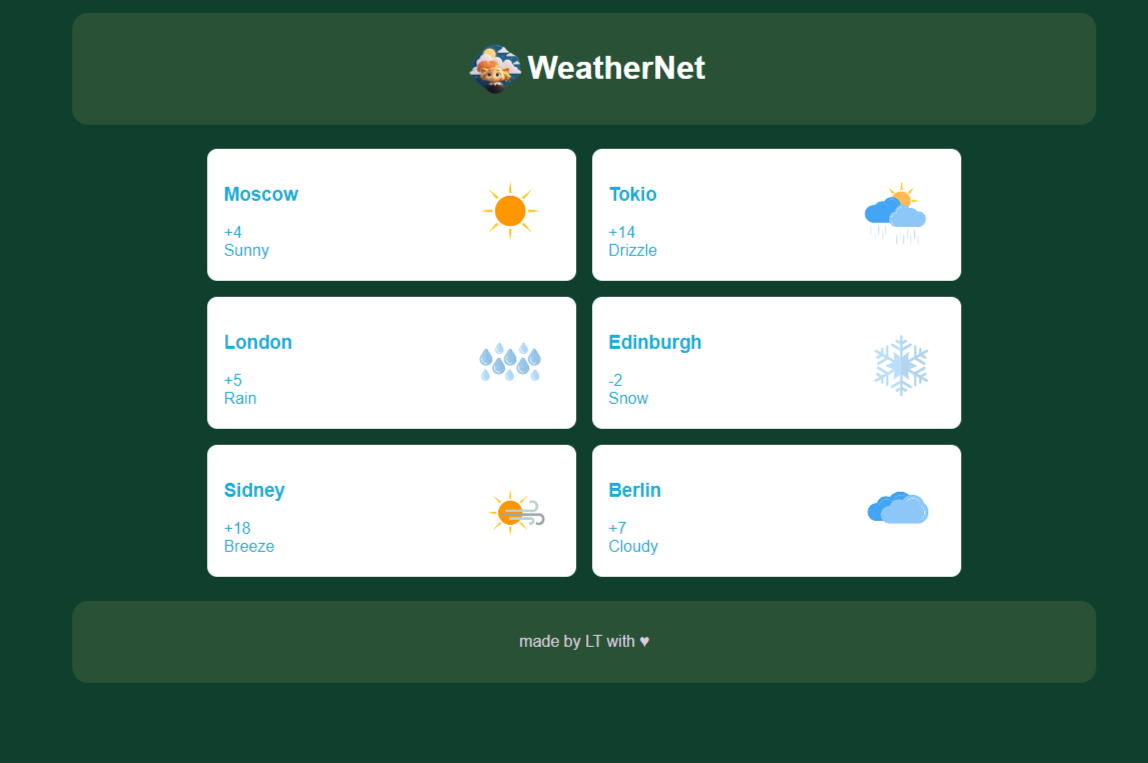 WeatherNet
Moscow
+4
Sunny
Tokio
+14
Drizzle
London
+5
Rain
Edinburgh
-2
Snow
Sidney
+18
Breeze
Berlin
+7
Cloudy
made by LT with ♥